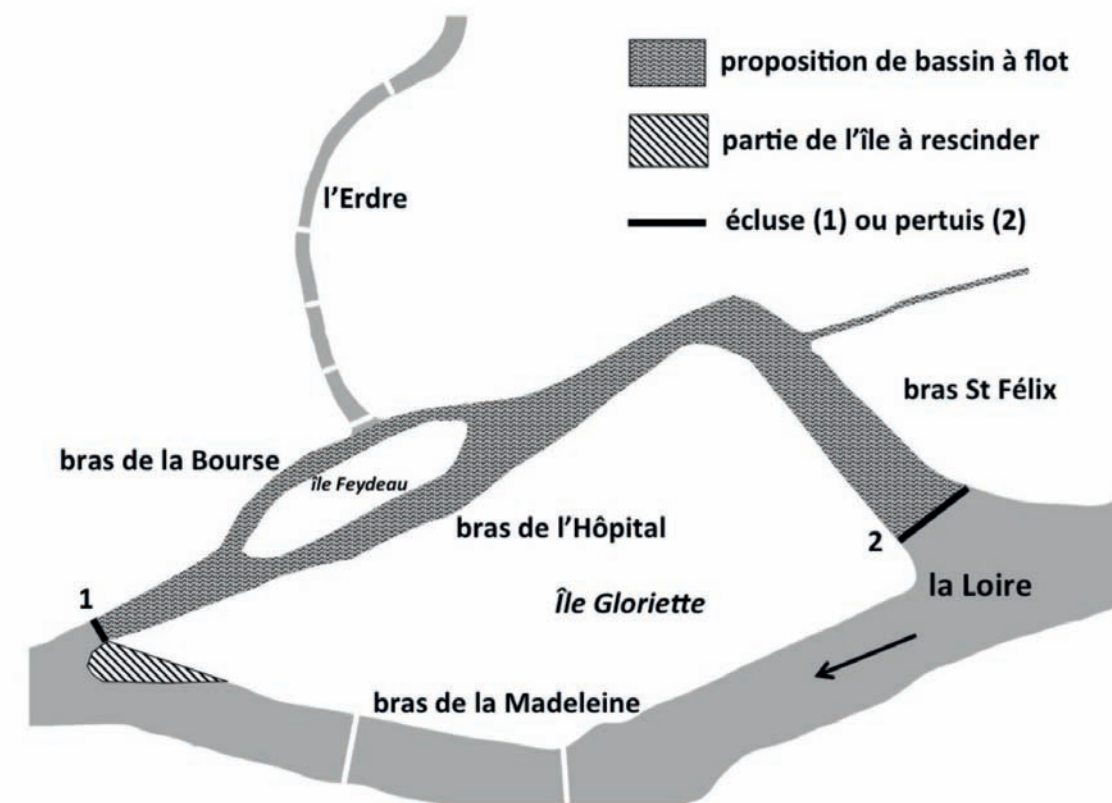 proposition de bassin à flot
partie de l'île à rescinder
écluse (1) ou pertuis (2)
l'Erdre
bras St Félix
bras de la Bourse
île Feydeau
bras de l'Hôpital
2
la Loire
1
Île Gloriette
bras de la Madeleine